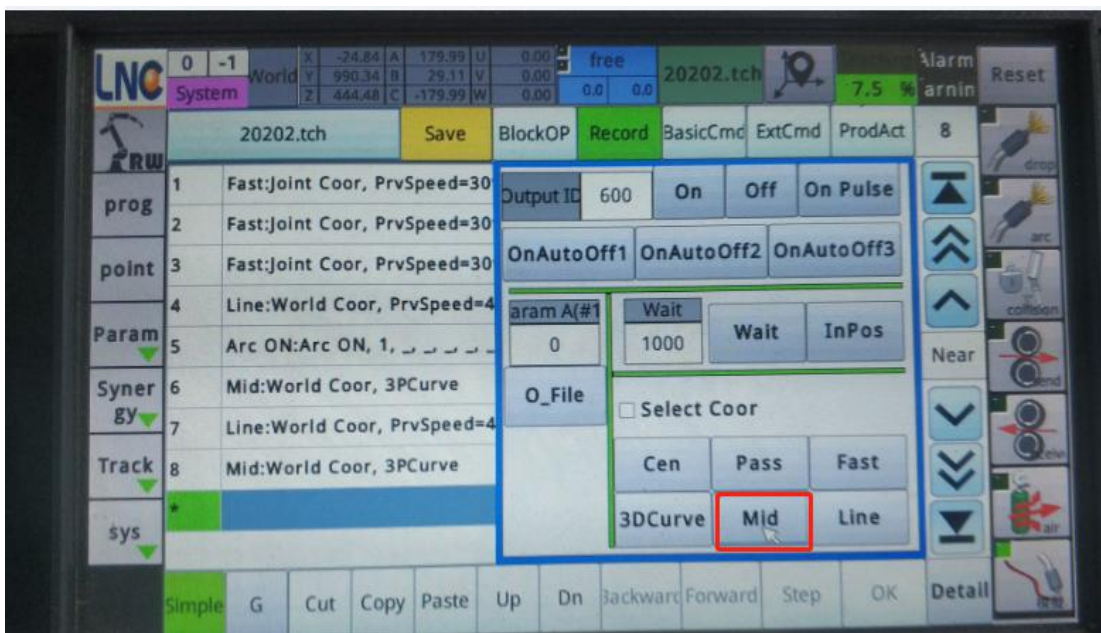 LNC
0 -1
System
World
X -24.84 A 179.99 U 0.00
Y 990.34 B 29.11 V 0.00
Z 444.48 C -179.99 W 0.00
free
0.0 0.0
20202.tch
7.5 %
Alarm
arnin
Reset
RW
20202.tch
Save
BlockOP
Record
BasicCmd
ExtCmd
ProdAct
8
drop
prog
point
Param
Syner
gy
Track
sys
1 Fast:Joint Coor, PrvSpeed=30
2 Fast:Joint Coor, PrvSpeed=30
3 Fast:Joint Coor, PrvSpeed=30
4 Line:World Coor, PrvSpeed=4
5 Arc ON:Arc ON, 1, _, _, _, _, _
6 Mid:World Coor, 3PCurve
7 Line:World Coor, PrvSpeed=4
8 Mid:World Coor, 3PCurve
*
Output ID 600 On Off On Pulse
OnAutoOff1 OnAutoOff2 OnAutoOff3
aram A(#1
0
O_File
Wait
1000
Wait
InPos
Select Coor
Cen Pass Fast
3DCurve Mid Line
Near
arc
collision
end
air
Simple G Cut Copy Paste Up Dn Backward Forward Step OK Detail